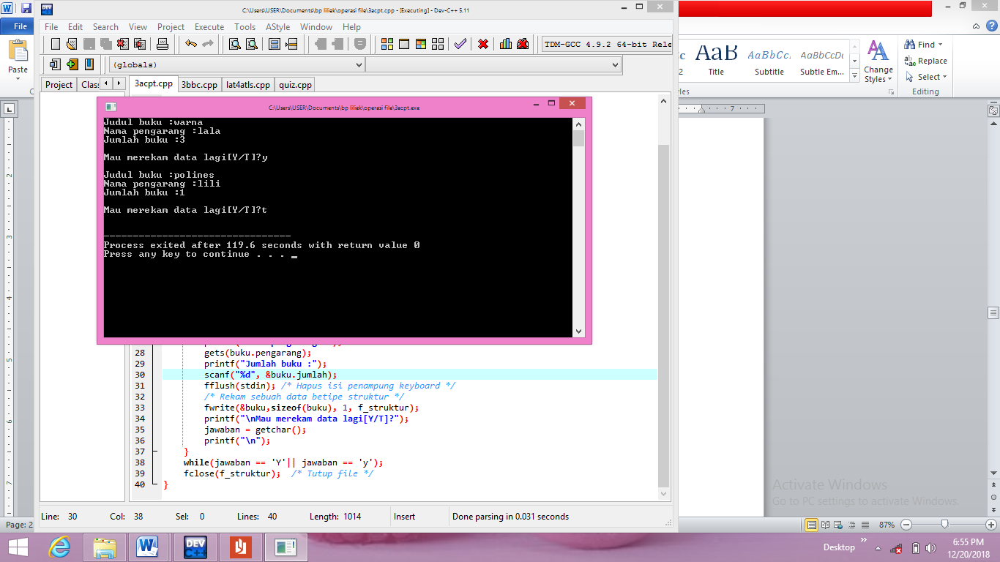 C:\Users\USER\Documents\bp liliek\operasi file\3acpt.cpp - [Executing] - Dev-C++ 5.11
File Edit Search View Project Execute Tools AStyle Window Help
TDM-GCC 4.9.2 64-bit Rele
(globals)
Project Clas 3acpt.cpp 3bbc.cpp lat4atls.cpp quiz.cpp
C:\Users\USER\Documents\bp liliek\operasi file\3acpt.exe
Judul buku :warna
Nama pengarang :lala
Jumlah buku :3
Mau merekam data lagi[Y/T]?y
Judul buku :polines
Nama pengarang :lili
Jumlah buku :1
Mau merekam data lagi[Y/T]?t
--------------------------------
Process exited after 119.6 seconds with return value 0
Press any key to continue . . . _
28 gets(buku.pengarang);
29 printf("Jumlah buku :");
30 scanf("%d", &buku.jumlah);
31 fflush(stdin); /* Hapus isi penampung keyboard */
32 /* Rekam sebuah data betipe struktur */
33 fwrite(&buku,sizeof(buku), 1, f_struktur);
34 printf("\nMau merekam data lagi[Y/T]?");
35 jawaban = getchar();
36 printf("\n");
37 }
38 while(jawaban == 'Y'|| jawaban == 'y');
39 fclose(f_struktur); /* Tutup file */
40 }
Line: 30 Col: 38 Sel: 0 Lines: 40 Length: 1014 Insert Done parsing in 0.031 seconds
File
Paste
AaB AaBbCc. AaBbCcDc
2 Title Subtitle Subtle Em...
Change
Styles
Find
Replace
Select
Editing
7
2
3
4
5
6
7
Activate Windows
Go to PC settings to activate Windows.
Page: 2
87%
Desktop
6:55 PM
12/20/2018